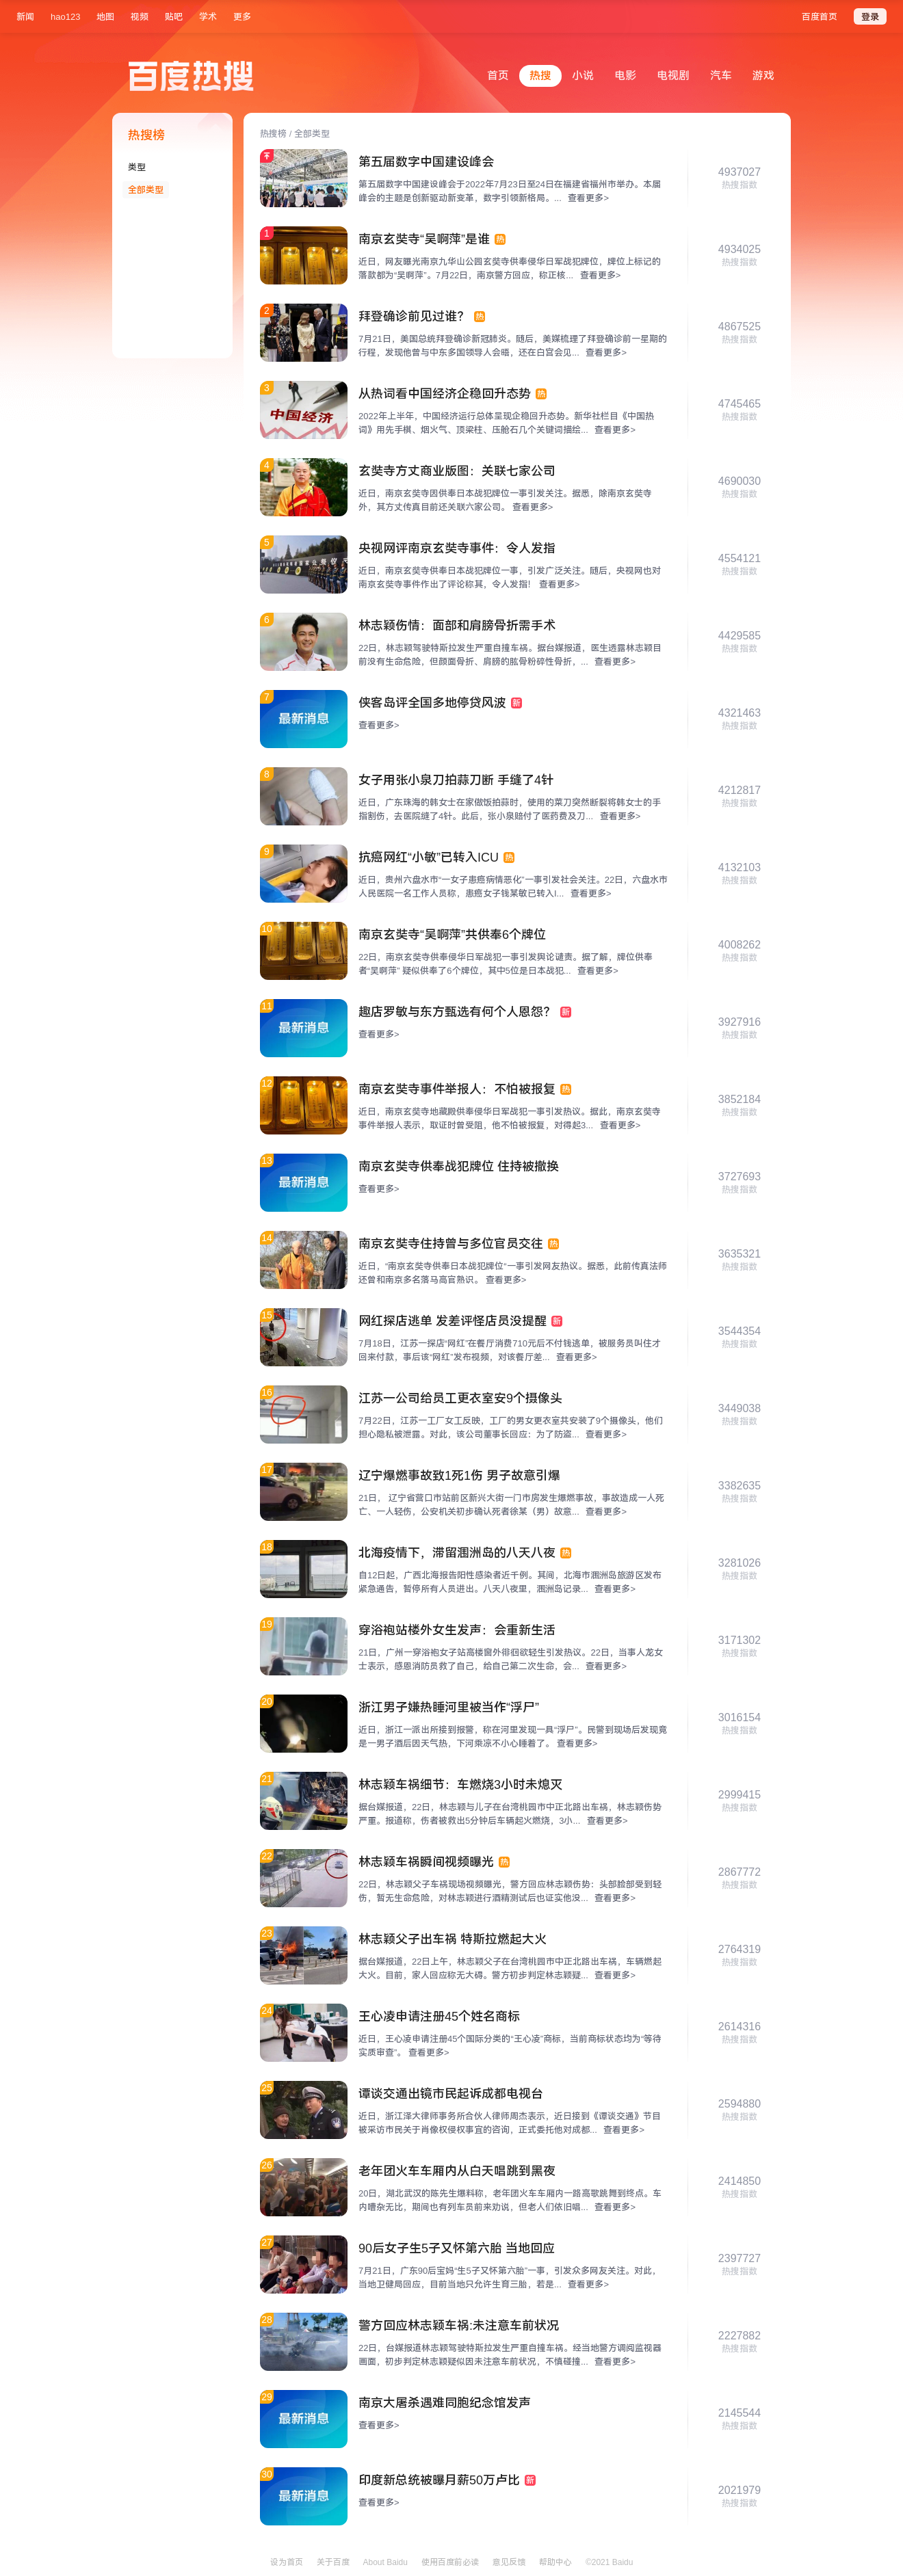 新闻 hao123 地图 视频 贴吧 学术 更多 百度首页 登录
百度热搜
首页 热搜 小说 电影 电视剧 汽车 游戏
热搜榜
类型
全部类型
热搜榜 / 全部类型
第五届数字中国建设峰会
第五届数字中国建设峰会于2022年7月23日至24日在福建省福州市举办。本届
峰会的主题是创新驱动新变革，数字引领新格局。... 查看更多>
4937027
热搜指数
1
南京玄奘寺“吴啊萍”是谁 热
近日，网友曝光南京九华山公园玄奘寺供奉侵华日军战犯牌位，牌位上标记的
落款都为“吴啊萍”。7月22日，南京警方回应，称正核... 查看更多>
4934025
热搜指数
2
拜登确诊前见过谁？ 热
7月21日，美国总统拜登确诊新冠肺炎。随后，美媒梳理了拜登确诊前一星期的
行程，发现他曾与中东多国领导人会晤，还在白宫会见... 查看更多>
4867525
热搜指数
3
中国经济
从热词看中国经济企稳回升态势 热
2022年上半年，中国经济运行总体呈现企稳回升态势。新华社栏目《中国热
词》用先手棋、烟火气、顶梁柱、压舱石几个关键词描绘... 查看更多>
4745465
热搜指数
4
玄奘寺方丈商业版图：关联七家公司
近日，南京玄奘寺因供奉日本战犯牌位一事引发关注。据悉，除南京玄奘寺
外，其方丈传真目前还关联六家公司。 查看更多>
4690030
热搜指数
5
央视网评南京玄奘寺事件：令人发指
近日，南京玄奘寺供奉日本战犯牌位一事，引发广泛关注。随后，央视网也对
南京玄奘寺事件作出了评论称其，令人发指！ 查看更多>
4554121
热搜指数
6
林志颖伤情：面部和肩膀骨折需手术
22日，林志颖驾驶特斯拉发生严重自撞车祸。据台媒报道，医生透露林志颖目
前没有生命危险，但颜面骨折、肩膀的肱骨粉碎性骨折，... 查看更多>
4429585
热搜指数
7
最新消息
侠客岛评全国多地停贷风波 新
查看更多>
4321463
热搜指数
8
女子用张小泉刀拍蒜刀断 手缝了4针
近日，广东珠海的韩女士在家做饭拍蒜时，使用的菜刀突然断裂将韩女士的手
指割伤，去医院缝了4针。此后，张小泉赔付了医药费及刀... 查看更多>
4212817
热搜指数
9
抗癌网红“小敏”已转入ICU 热
近日，贵州六盘水市“一女子患癌病情恶化”一事引发社会关注。22日，六盘水市
人民医院一名工作人员称，患癌女子钱某敏已转入I... 查看更多>
4132103
热搜指数
10
南京玄奘寺“吴啊萍”共供奉6个牌位
22日，南京玄奘寺供奉侵华日军战犯一事引发舆论谴责。据了解，牌位供奉
者“吴啊萍” 疑似供奉了6个牌位，其中5位是日本战犯... 查看更多>
4008262
热搜指数
11
最新消息
趣店罗敏与东方甄选有何个人恩怨？ 新
查看更多>
3927916
热搜指数
12
南京玄奘寺事件举报人：不怕被报复 热
近日，南京玄奘寺地藏殿供奉侵华日军战犯一事引发热议。据此，南京玄奘寺
事件举报人表示，取证时曾受阻，他不怕被报复，对得起3... 查看更多>
3852184
热搜指数
13
最新消息
南京玄奘寺供奉战犯牌位 住持被撤换
查看更多>
3727693
热搜指数
14
南京玄奘寺住持曾与多位官员交往 热
近日，“南京玄奘寺供奉日本战犯牌位“一事引发网友热议。据悉，此前传真法师
还曾和南京多名落马高官熟识。 查看更多>
3635321
热搜指数
15
网红探店逃单 发差评怪店员没提醒 新
7月18日，江苏一探店“网红”在餐厅消费710元后不付钱逃单，被服务员叫住才
回来付款，事后该“网红”发布视频，对该餐厅差... 查看更多>
3544354
热搜指数
16
江苏一公司给员工更衣室安9个摄像头
7月22日，江苏一工厂女工反映，工厂的男女更衣室共安装了9个摄像头，他们
担心隐私被泄露。对此，该公司董事长回应：为了防盗... 查看更多>
3449038
热搜指数
17
辽宁爆燃事故致1死1伤 男子故意引爆
21日， 辽宁省营口市站前区新兴大街一门市房发生爆燃事故，事故造成一人死
亡、一人轻伤，公安机关初步确认死者徐某（男）故意... 查看更多>
3382635
热搜指数
18
北海疫情下，滞留涠洲岛的八天八夜 热
自12日起，广西北海报告阳性感染者近千例。其间，北海市涠洲岛旅游区发布
紧急通告，暂停所有人员进出。八天八夜里，涠洲岛记录... 查看更多>
3281026
热搜指数
19
穿浴袍站楼外女生发声：会重新生活
21日，广州一穿浴袍女子站高楼窗外徘徊欲轻生引发热议。22日，当事人龙女
士表示，感恩消防员救了自己，给自己第二次生命，会... 查看更多>
3171302
热搜指数
20
浙江男子嫌热睡河里被当作“浮尸”
近日，浙江一派出所接到报警，称在河里发现一具“浮尸”。民警到现场后发现竟
是一男子酒后因天气热，下河乘凉不小心睡着了。 查看更多>
3016154
热搜指数
21
林志颖车祸细节：车燃烧3小时未熄灭
据台媒报道，22日，林志颖与儿子在台湾桃园市中正北路出车祸，林志颖伤势
严重。报道称，伤者被救出5分钟后车辆起火燃烧，3小... 查看更多>
2999415
热搜指数
22
林志颖车祸瞬间视频曝光 热
22日，林志颖父子车祸现场视频曝光，警方回应林志颖伤势：头部脸部受到轻
伤，暂无生命危险，对林志颖进行酒精测试后也证实他没... 查看更多>
2867772
热搜指数
23
林志颖父子出车祸 特斯拉燃起大火
据台媒报道，22日上午，林志颖父子在台湾桃园市中正北路出车祸，车辆燃起
大火。目前，家人回应称无大碍。警方初步判定林志颖疑... 查看更多>
2764319
热搜指数
24
王心凌申请注册45个姓名商标
近日，王心凌申请注册45个国际分类的“王心凌”商标，当前商标状态均为“等待
实质审查”。 查看更多>
2614316
热搜指数
25
谭谈交通出镜市民起诉成都电视台
近日，浙江泽大律师事务所合伙人律师周杰表示，近日接到《谭谈交通》节目
被采访市民关于肖像权侵权事宜的咨询，正式委托他对成都... 查看更多>
2594880
热搜指数
26
老年团火车车厢内从白天唱跳到黑夜
20日，湖北武汉的陈先生爆料称，老年团火车车厢内一路高歌跳舞到终点。车
内嘈杂无比，期间也有列车员前来劝说，但老人们依旧唱... 查看更多>
2414850
热搜指数
27
90后女子生5子又怀第六胎 当地回应
7月21日，广东90后宝妈“生5子又怀第六胎”一事，引发众多网友关注。对此，
当地卫健局回应，目前当地只允许生育三胎，若是... 查看更多>
2397727
热搜指数
28
警方回应林志颖车祸:未注意车前状况
22日，台媒报道林志颖驾驶特斯拉发生严重自撞车祸。经当地警方调阅监视器
画面，初步判定林志颖疑似因未注意车前状况，不慎碰撞... 查看更多>
2227882
热搜指数
29
最新消息
南京大屠杀遇难同胞纪念馆发声
查看更多>
2145544
热搜指数
30
最新消息
印度新总统被曝月薪50万卢比 新
查看更多>
2021979
热搜指数
设为首页 关于百度 About Baidu 使用百度前必读 意见反馈 帮助中心 ©2021 Baidu